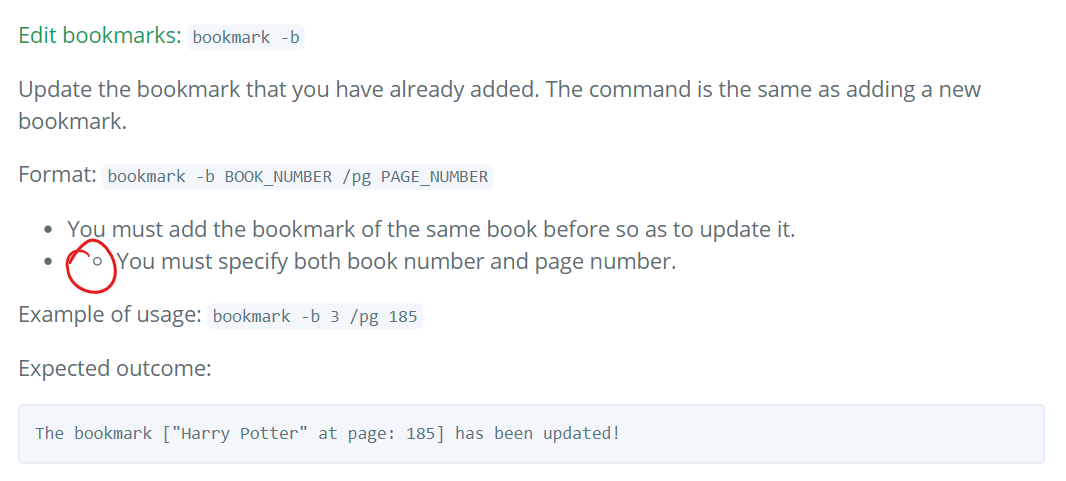 Edit bookmarks: bookmark -b
Update the bookmark that you have already added. The command is the same as adding a new
bookmark.
Format: bookmark -b BOOK_NUMBER /pg PAGE_NUMBER
• You must add the bookmark of the same book before so as to update it.
• ◦ You must specify both book number and page number.
Example of usage: bookmark -b 3 /pg 185
Expected outcome:
The bookmark ["Harry Potter" at page: 185] has been updated!